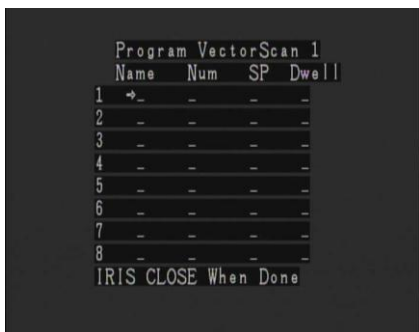 Program VectorScan 1
Name Num SP Dwell
1 ➔_ _ _ _
2 _ _ _ _
3 _ _ _ _
4 _ _ _ _
5 _ _ _ _
6 _ _ _ _
7 _ _ _ _
8 _ _ _ _
IRIS CLOSE When Done